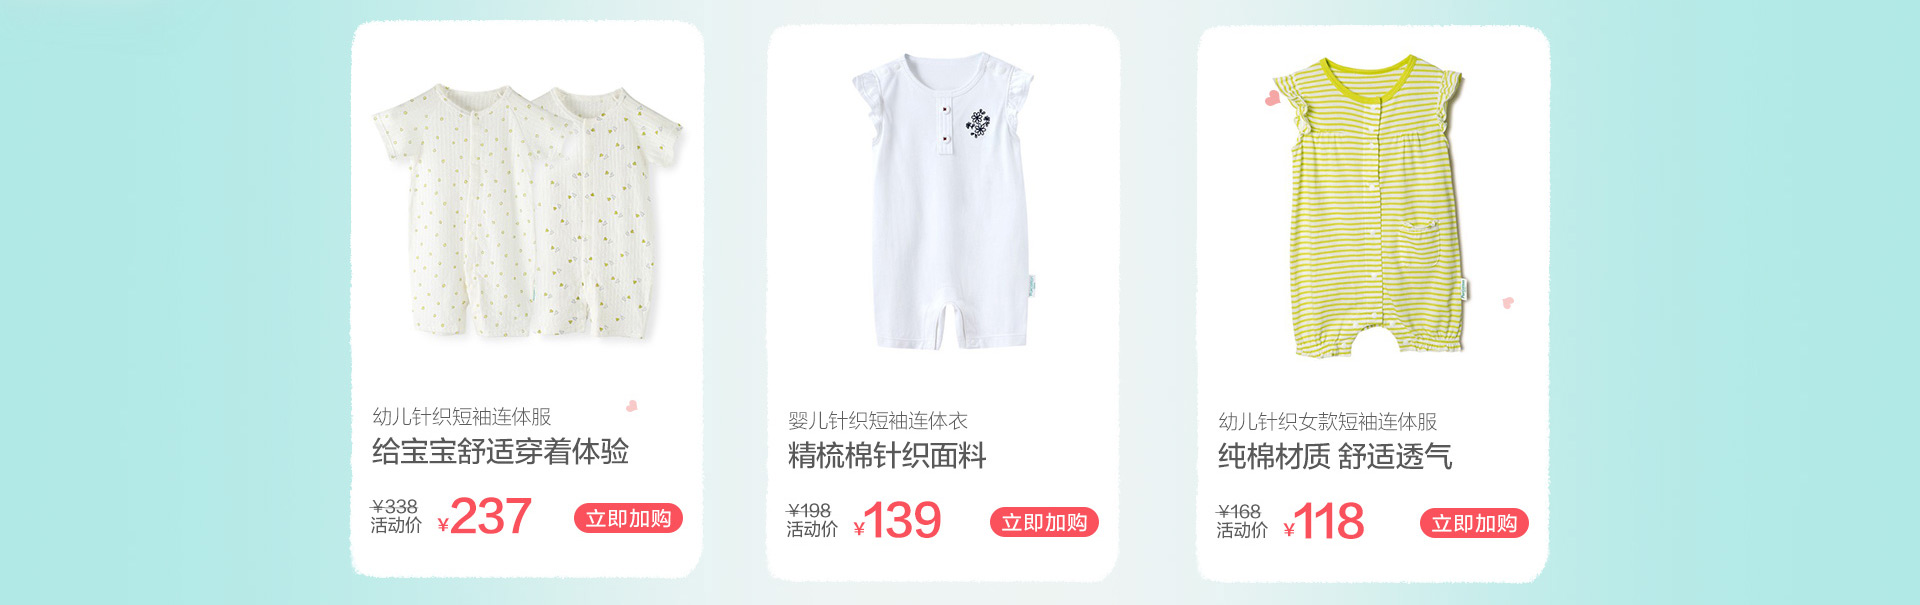 幼儿针织短袖连体服
给宝宝舒适穿着体验
¥338
活动价 ¥237 立即加购
婴儿针织短袖连体衣
精梳棉针织面料
¥198
活动价 ¥139 立即加购
幼儿针织女款短袖连体服
纯棉材质 舒适透气
¥168
活动价 ¥118 立即加购